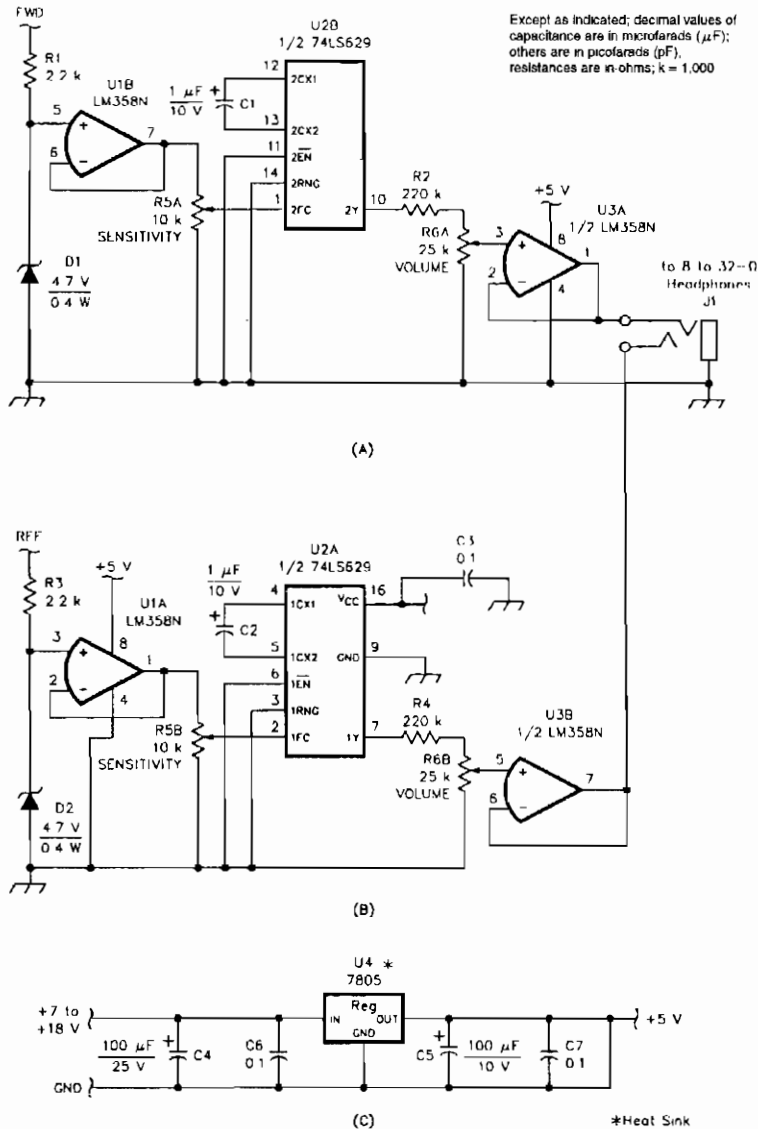 FWD
R1
2.2 k
U1B
LM358N
5
6
7
D1
4.7 V
0.4 W
R5A
10 k
SENSITIVITY
1 µF
10 V
C1
U2B
1/2 74LS629
12
2CX1
13
2CX2
11
2EN
14
2RNG
1
2FC
2Y
10
R2
220 k
R6A
25 k
VOLUME
+5 V
U3A
1/2 LM358N
3
2
8
4
1
to 8 to 32-Ω
Headphones
J1
Except as indicated; decimal values of
capacitance are in microfarads (µF);
others are in picofarads (pF),
resistances are in ohms; k = 1,000
(A)
REF
R3
2.2 k
+5 V
U1A
LM358N
3
2
8
4
1
D2
4.7 V
0.4 W
R5B
10 k
SENSITIVITY
1 µF
10 V
C2
U2A
1/2 74LS629
4
1CX1
5
1CX2
6
1EN
3
1RNG
2
1FC
VCC
16
GND
9
1Y
7
C3
0.1
R4
220 k
R6B
25 k
VOLUME
U3B
1/2 LM358N
5
6
7
(B)
U4 *
7805
Reg
IN
OUT
GND
+7 to
+18 V
GND
100 µF
25 V
C4
C6
0.1
C5
100 µF
10 V
C7
0.1
+5 V
(C)
*Heat Sink